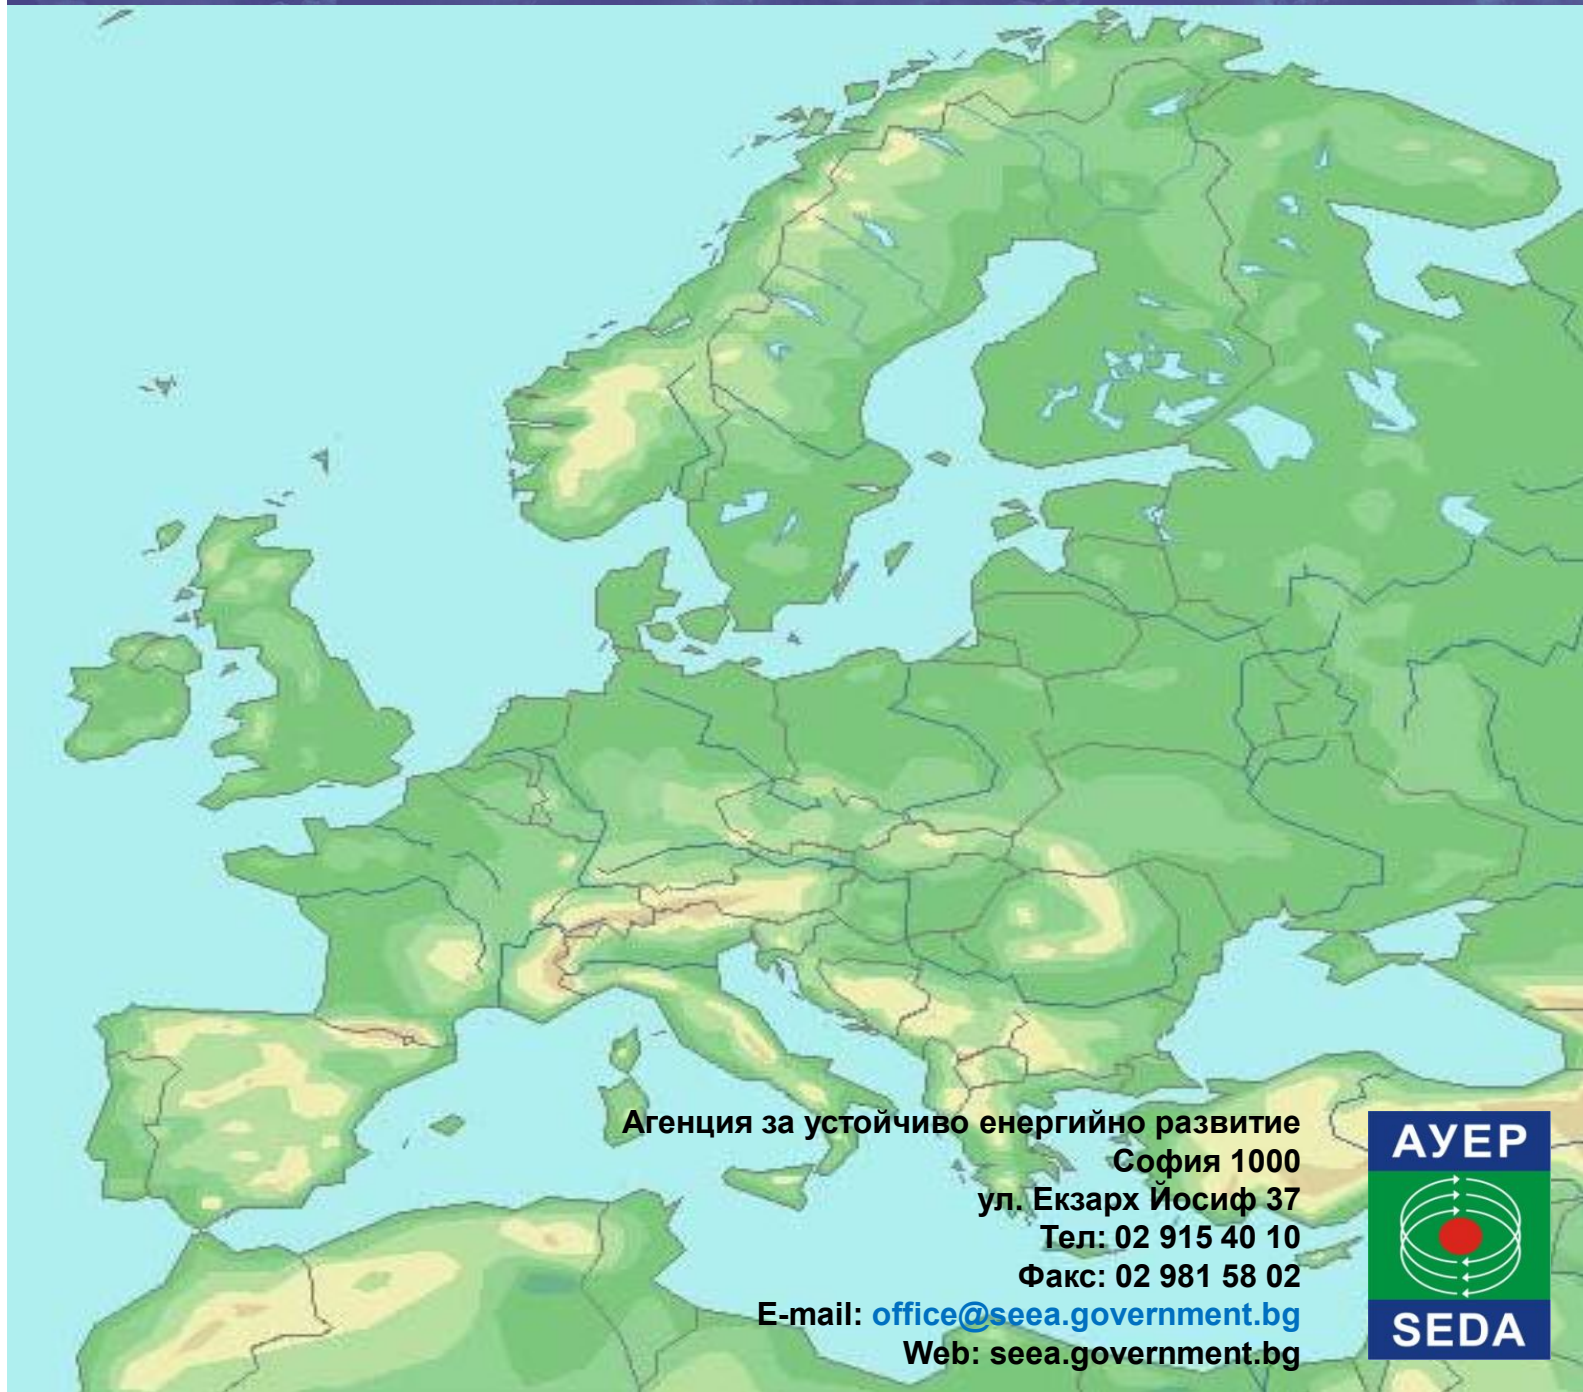 Агенция за устойчиво енергийно развитие
София 1000
ул. Екзарх Йосиф 37
Тел: 02 915 40 10
Факс: 02 981 58 02
E-mail: office@seea.government.bg
Web: seea.government.bg
АУЕР
SEDA